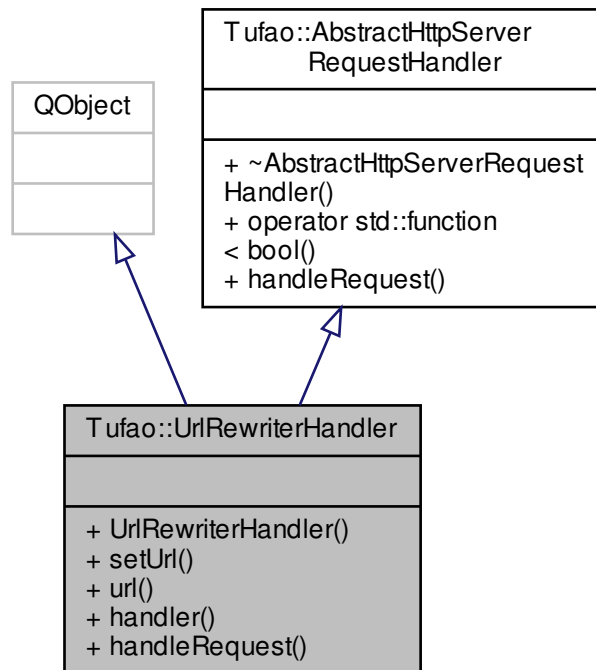 Tufao::AbstractHttpServer
RequestHandler
QObject
+ ~AbstractHttpServerRequest
Handler()
+ operator std::function
< bool()
+ handleRequest()
Tufao::UrlRewriterHandler
+ UrlRewriterHandler()
+ setUrl()
+ url()
+ handler()
+ handleRequest()